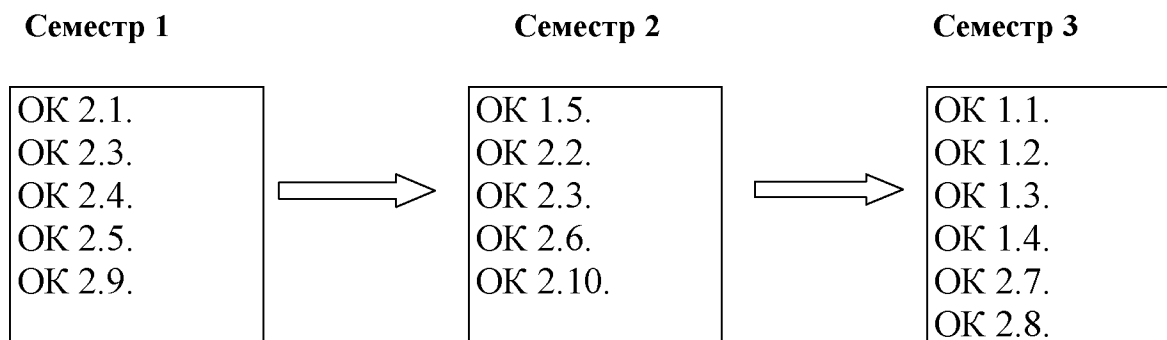 Семестр 1
Семестр 2
Семестр 3
ОК 2.1.
ОК 2.3.
ОК 2.4.
ОК 2.5.
ОК 2.9.
ОК 1.5.
ОК 2.2.
ОК 2.3.
ОК 2.6.
ОК 2.10.
ОК 1.1.
ОК 1.2.
ОК 1.3.
ОК 1.4.
ОК 2.7.
ОК 2.8.